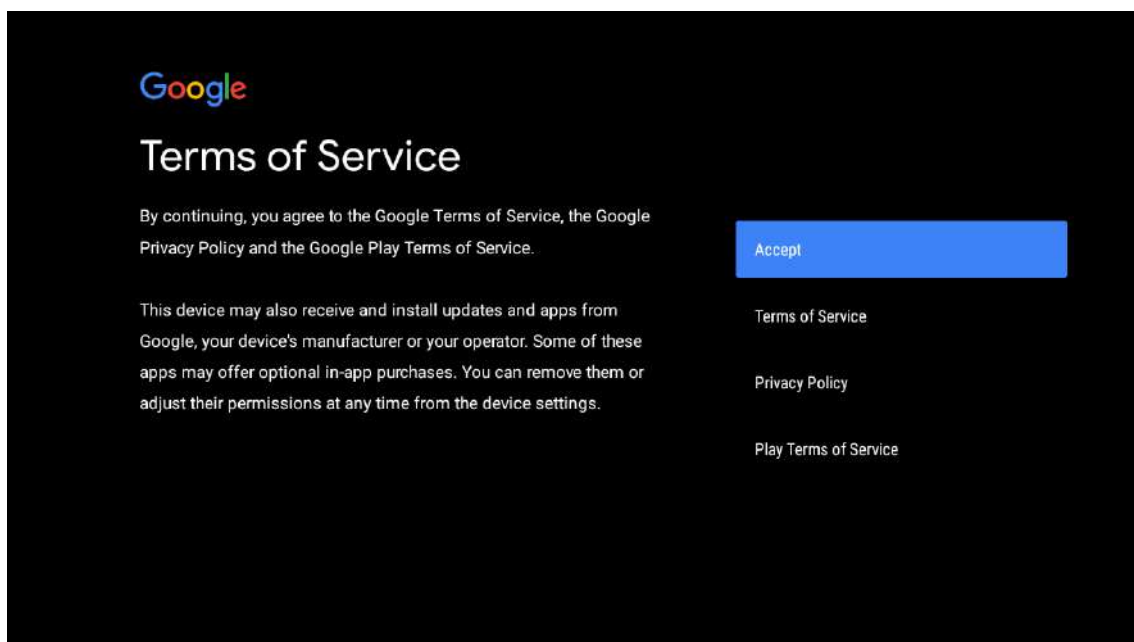 Google
Terms of Service
By continuing, you agree to the Google Terms of Service, the Google
Privacy Policy and the Google Play Terms of Service.
This device may also receive and install updates and apps from
Google, your device's manufacturer or your operator. Some of these
apps may offer optional in-app purchases. You can remove them or
adjust their permissions at any time from the device settings.
Accept
Terms of Service
Privacy Policy
Play Terms of Service